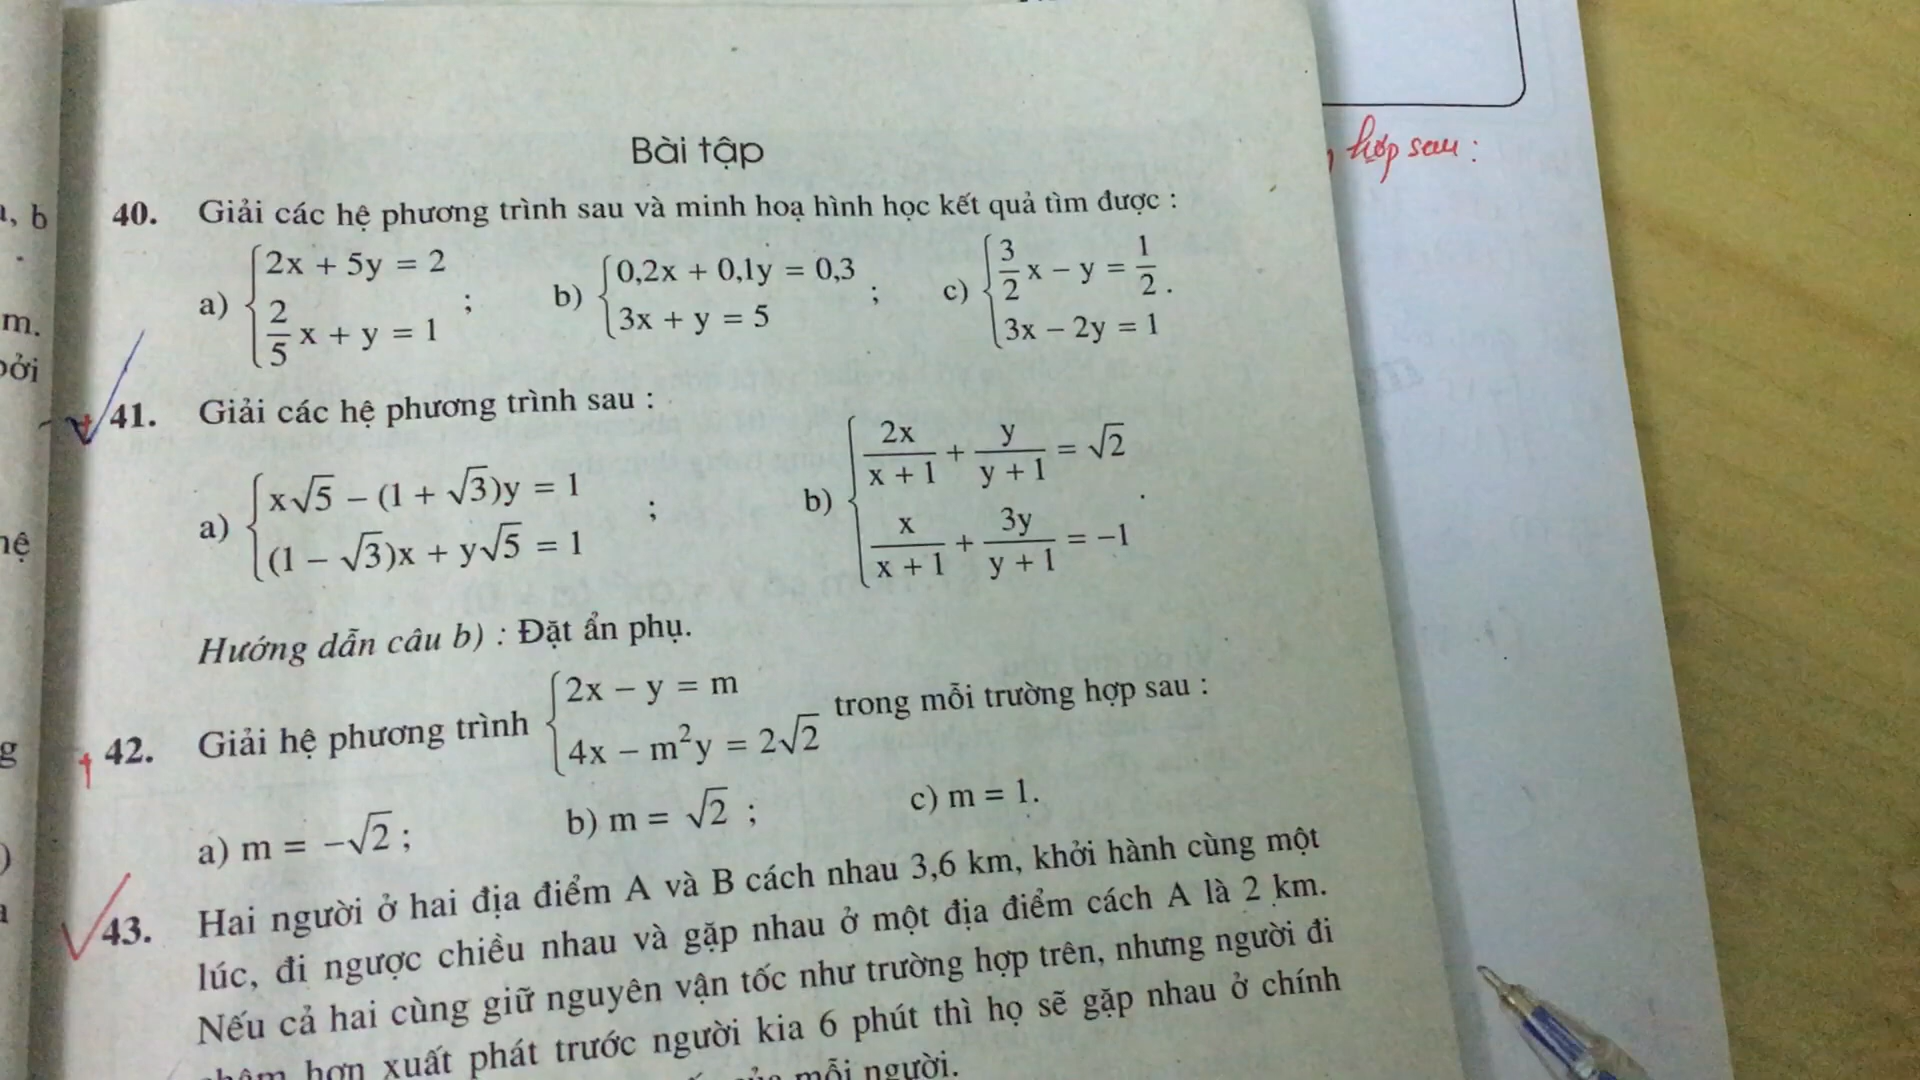 Bài tập
hợp sau :
40. Giải các hệ phương trình sau và minh hoạ hình học kết quả tìm được :
a) { 2x + 5y = 2 ; 2/5 x + y = 1 ;
b) { 0,2x + 0,1y = 0,3 ; 3x + y = 5 ;
c) { 3/2 x – y = 1/2 ; 3x – 2y = 1 .
41. Giải các hệ phương trình sau :
a) { x√5 – (1 + √3)y = 1 ; (1 – √3)x + y√5 = 1 ;
b) { 2x/(x + 1) + y/(y + 1) = √2 ; x/(x + 1) + 3y/(y + 1) = –1 .
Hướng dẫn câu b) : Đặt ẩn phụ.
42. Giải hệ phương trình { 2x – y = m ; 4x – m²y = 2√2 trong mỗi trường hợp sau :
a) m = –√2 ; b) m = √2 ; c) m = 1.
43. Hai người ở hai địa điểm A và B cách nhau 3,6 km, khởi hành cùng một
lúc, đi ngược chiều nhau và gặp nhau ở một địa điểm cách A là 2 km.
Nếu cả hai cùng giữ nguyên vận tốc như trường hợp trên, nhưng người đi
hơn xuất phát trước người kia 6 phút thì họ sẽ gặp nhau ở chính
mỗi người.
, b
m.